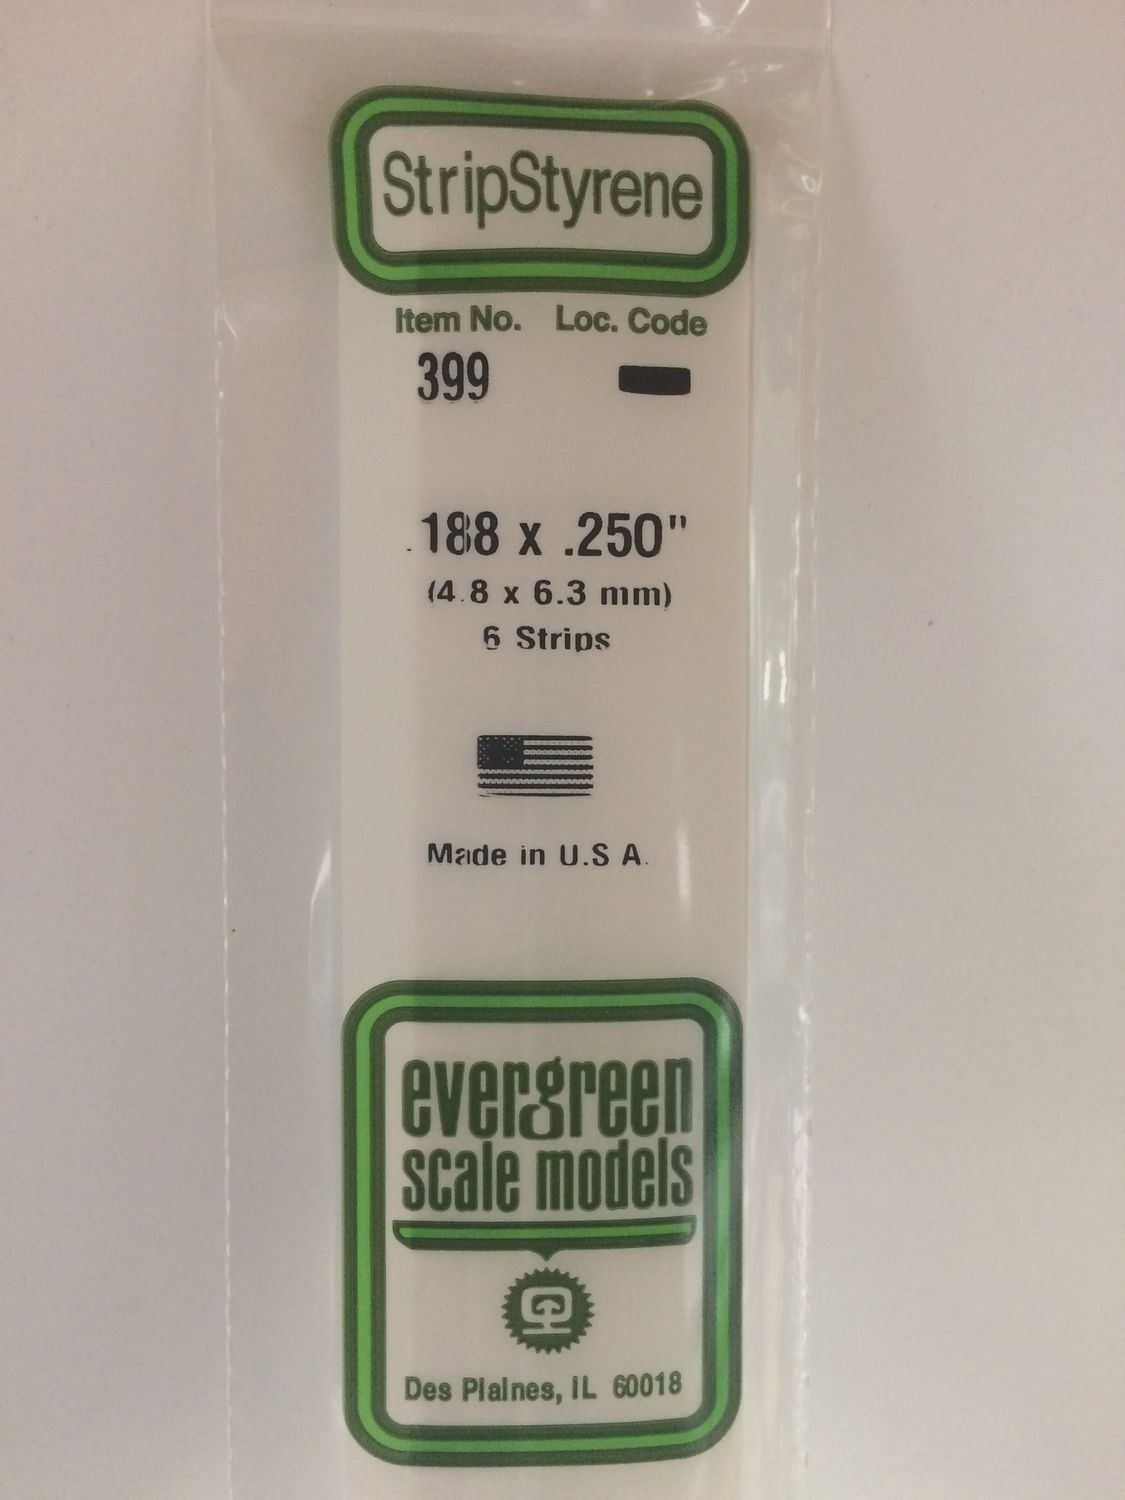 StripStyrene
Item No. Loc. Code
399
.188 x .250"
(4.8 x 6.3 mm)
6 Strips
Made in U.S.A.
evergreen
scale models
Des Plaines, IL 60018